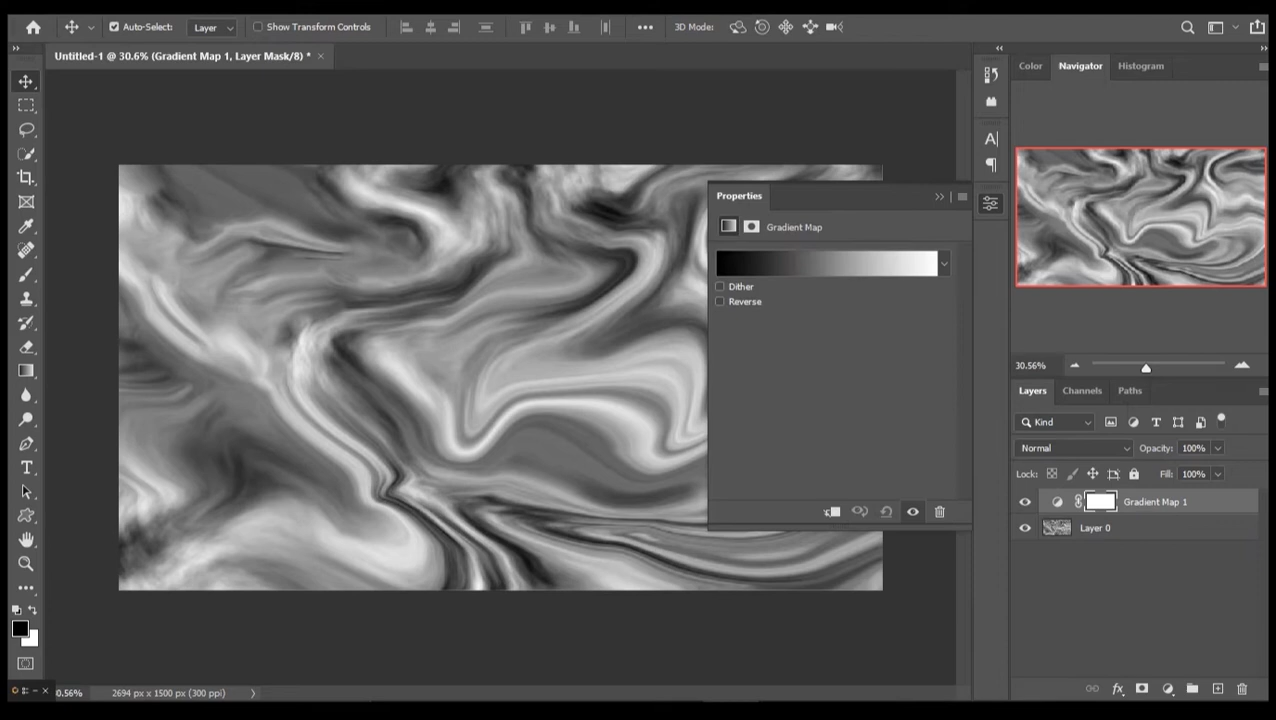 Auto-Select: Layer Show Transform Controls 3D Mode:
Untitled-1 @ 30.6% (Gradient Map 1, Layer Mask/8) * ×
Color Navigator Histogram
Properties
Gradient Map
Dither
Reverse
30.56%
Layers Channels Paths
Kind
Normal Opacity: 100%
Lock: Fill: 100%
Gradient Map 1
Layer 0
fx
0.56% 2694 px x 1500 px (300 ppi)